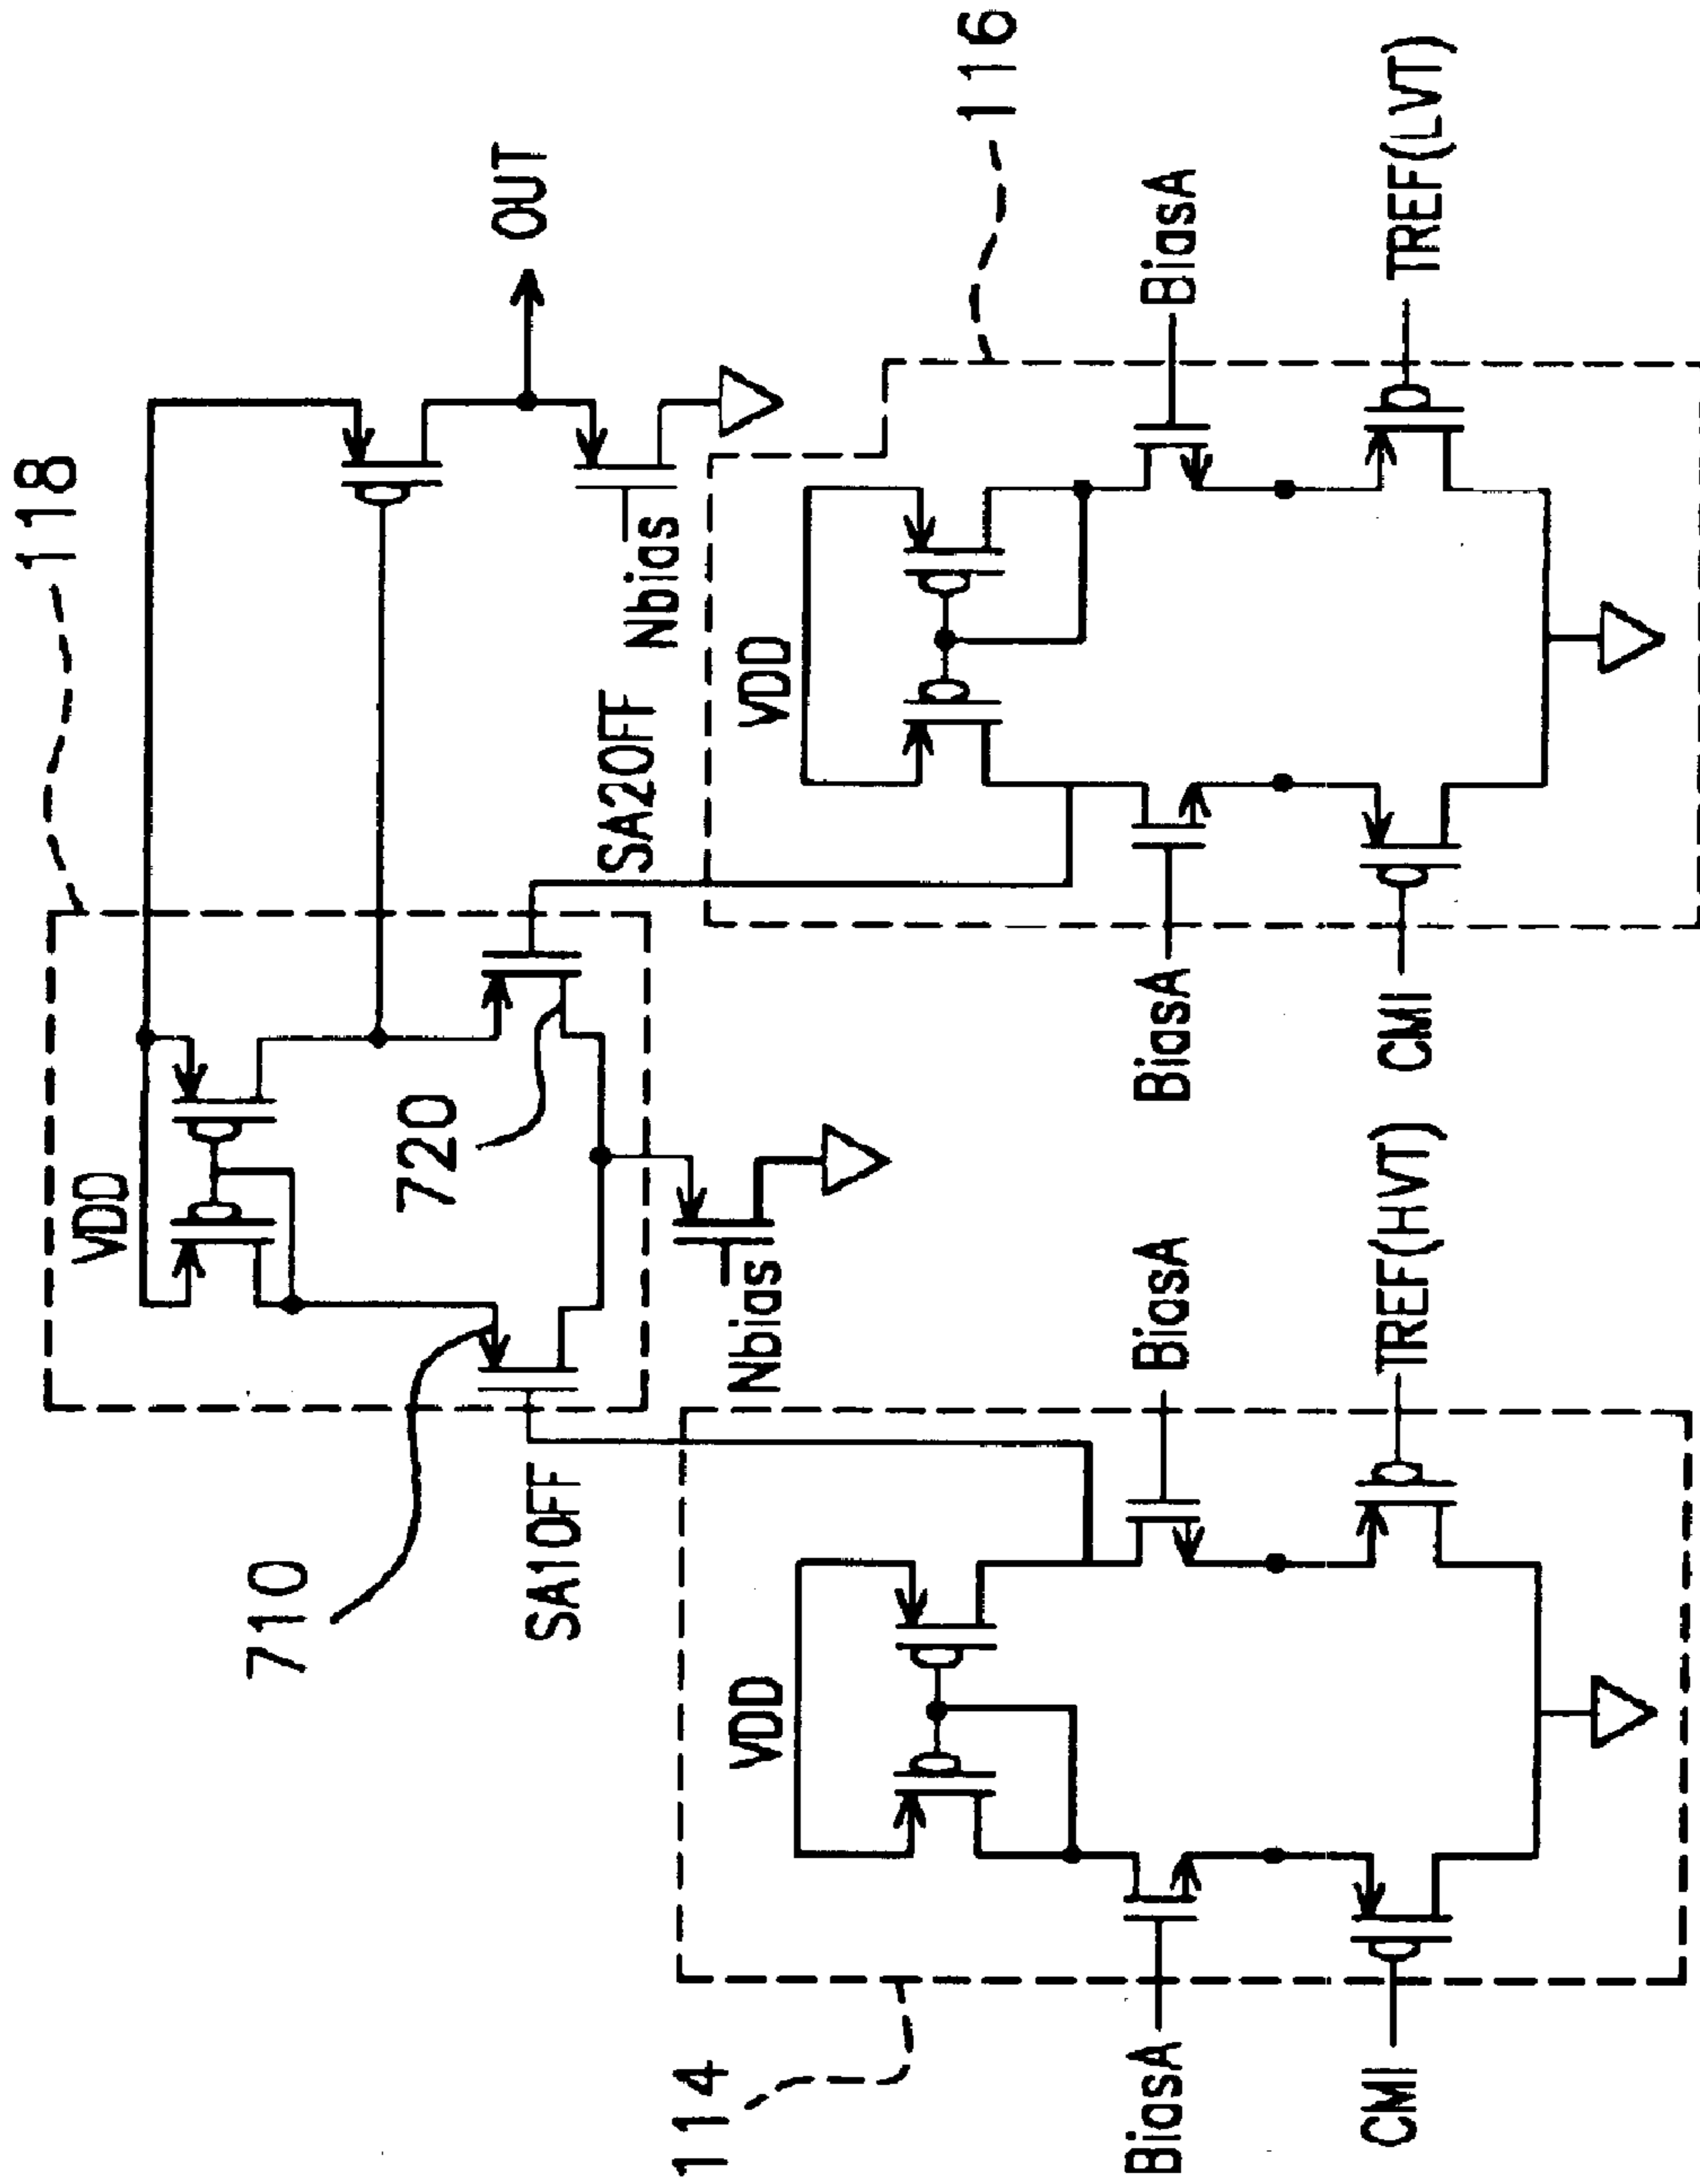 118
VDD
OUT
710
720
SA1OFF
SA2OFF
Nbias
Nbias
114
VDD
VDD
116
BiasA
BiasA
BiasA
BiasA
CMI
TREF(HVT)
CMI
TREF(LVT)